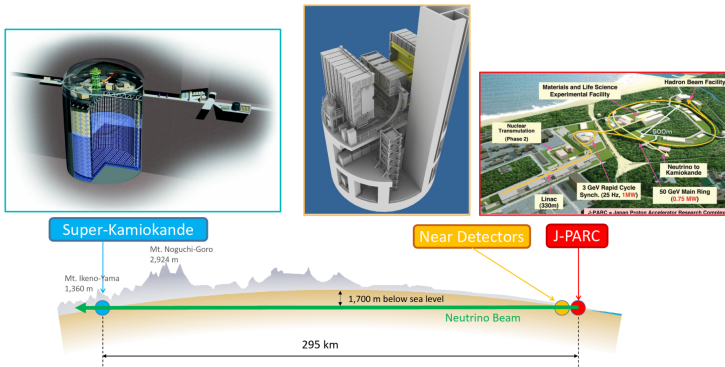 Hadron Beam Facility
Materials and Life Science
Experimental Facility
Nuclear
Transmutation
(Phase 2)
500m
Neutrino to
Kamiokande
3 GeV Rapid Cycle
Synch. (25 Hz, 1MW)
50 GeV Main Ring
(0.75 MW)
Linac
(330m)
J-PARC = Japan Proton Accelerator Research Complex
Super-Kamiokande
Near Detectors
J-PARC
Mt. Noguchi-Goro
2,924 m
Mt. Ikeno-Yama
1,360 m
1,700 m below sea level
Neutrino Beam
295 km